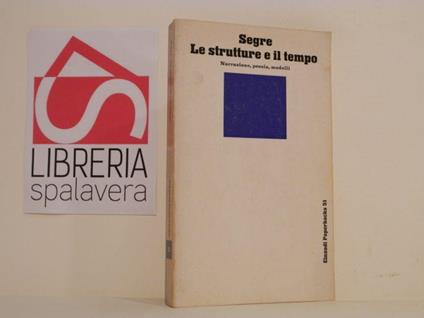 LIBRERIA
spalavera
Segre
Le strutture e il tempo
Narrazione, poesia, modelli
Einaudi Paperbacks 51